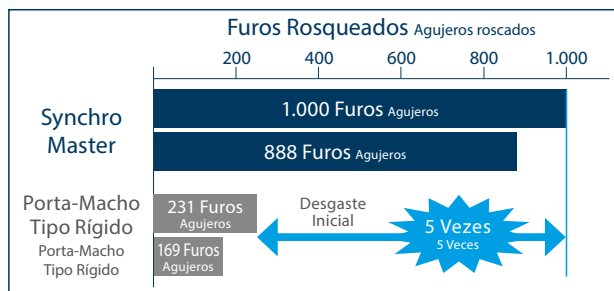 Furos Rosqueados Agujeros roscados
200 400 600 800 1.000
Synchro
Master
1.000 Furos Agujeros
888 Furos Agujeros
Porta-Macho
Tipo Rígido
Porta-Macho
Tipo Rígido
231 Furos
Agujeros
169 Furos
Agujeros
Desgaste
Inicial
5 Vezes
5 Veces